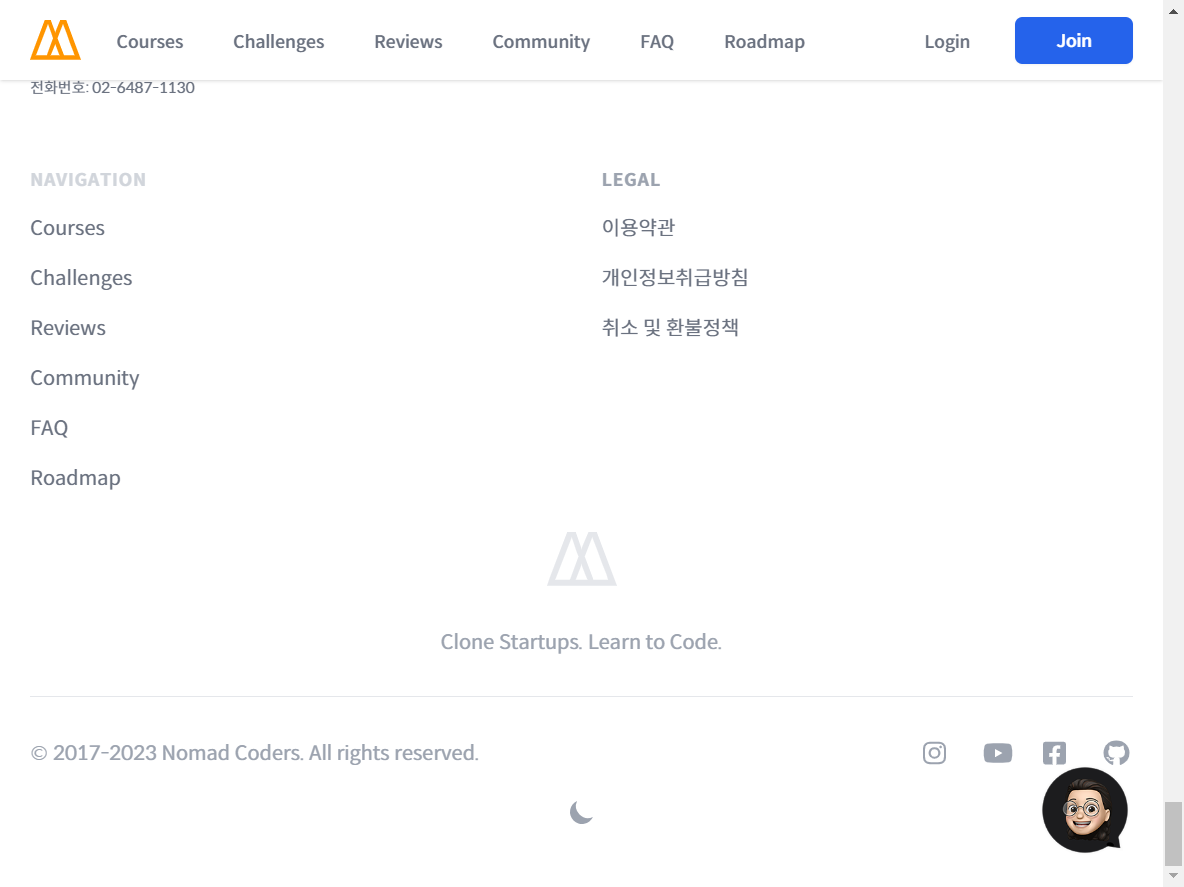 Courses
Challenges
Reviews
Community
FAQ
Roadmap
Login
Join
전화번호: 02-6487-1130
NAVIGATION
Courses
Challenges
Reviews
Community
FAQ
Roadmap
LEGAL
이용약관
개인정보취급방침
취소 및 환불정책
Clone Startups. Learn to Code.
© 2017-2023 Nomad Coders. All rights reserved.